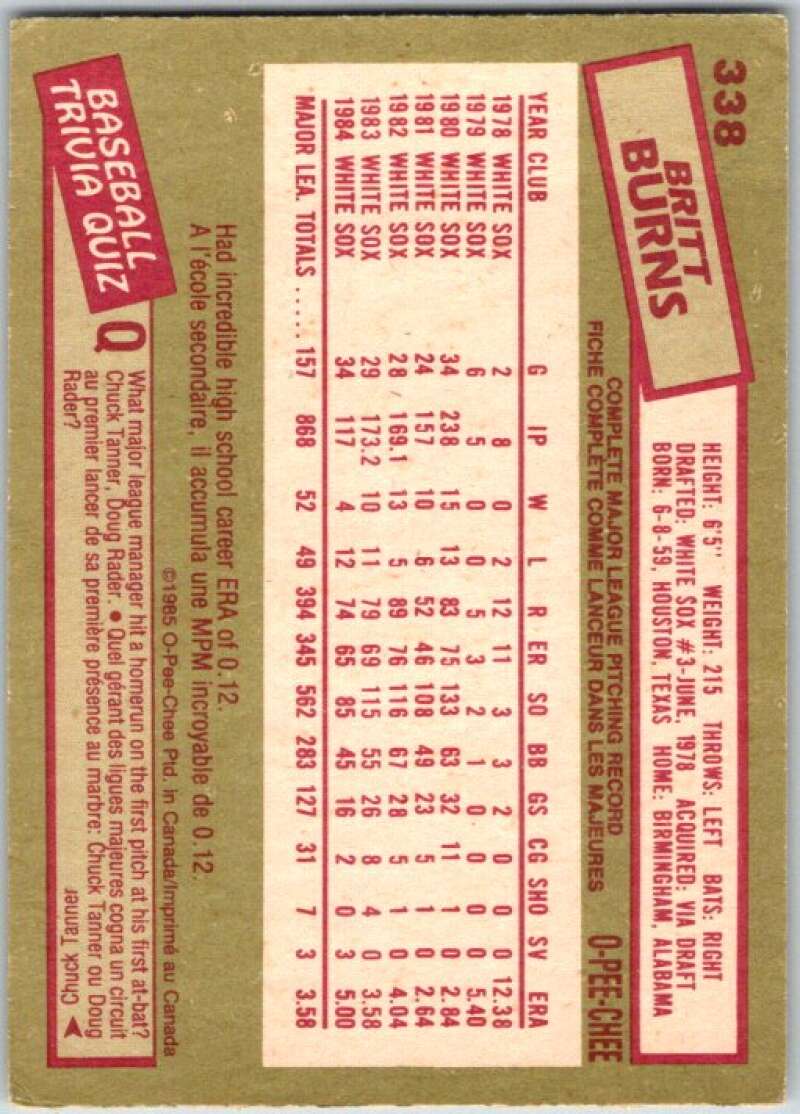 338
BRITT
BURNS
HEIGHT: 6'5" WEIGHT: 215 THROWS: LEFT BATS: RIGHT
DRAFTED: WHITE SOX #3-JUNE, 1978 ACQUIRED: VIA DRAFT
BORN: 6-8-59, HOUSTON, TEXAS HOME: BIRMINGHAM, ALABAMA
COMPLETE MAJOR LEAGUE PITCHING RECORD
FICHE COMPLÈTE COMME LANCEUR DANS LES MAJEURES
O-PEE-CHEE
YEAR CLUB G IP W L R ER SO BB GS CG SHO SV ERA
1978 WHITE SOX 2 8 0 2 12 11 3 3 2 0 0 0 12.38
1979 WHITE SOX 6 5 0 0 5 3 2 1 0 0 0 0 5.40
1980 WHITE SOX 34 238 15 13 83 75 133 63 32 11 1 0 2.84
1981 WHITE SOX 24 157 10 6 52 46 108 49 23 5 1 0 2.64
1982 WHITE SOX 28 169.1 13 5 89 76 116 67 28 5 1 0 4.04
1983 WHITE SOX 29 173.2 10 11 79 69 115 55 26 8 4 0 3.58
1984 WHITE SOX 34 117 4 12 74 65 85 45 16 2 0 3 5.00
MAJOR LEA. TOTALS ..... 157 868 52 49 394 345 562 283 127 31 7 3 3.58
Had incredible high school career ERA of 0.12.
A l'école secondaire, il accumula une MPM incroyable de 0.12.
©1985 O-Pee-Chee Ptd. in Canada/Imprimé au Canada
BASEBALL
TRIVIA QUIZ
Q What major league manager hit a homerun on the first pitch at his first at-bat?
Chuck Tanner, Doug Rader. • Quel gérant des ligues majeures cogna un circuit
au premier lancer de sa première présence au marbre: Chuck Tanner ou Doug
Rader?
Chuck Tanner